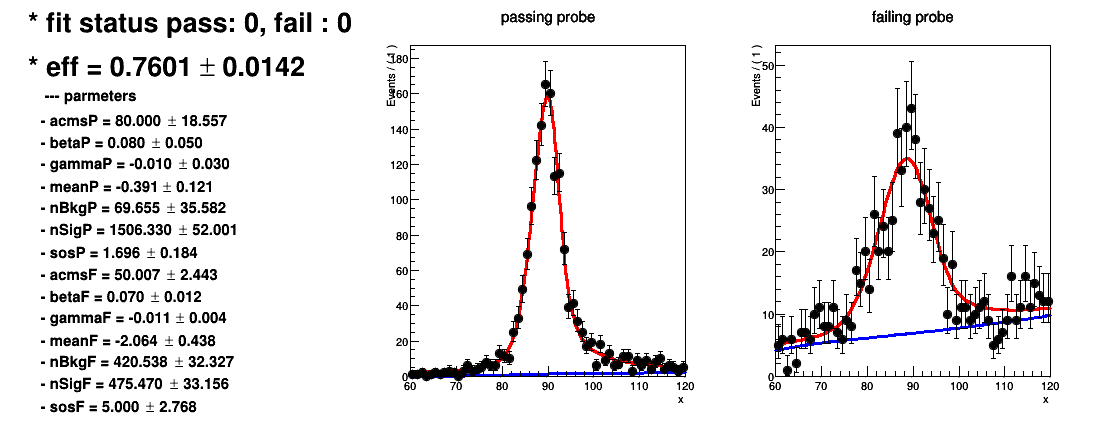 * fit status pass: 0, fail : 0
* eff = 0.7601 ± 0.0142
--- parmeters
- acmsP = 80.000 ± 18.557
- betaP = 0.080 ± 0.050
- gammaP = -0.010 ± 0.030
- meanP = -0.391 ± 0.121
- nBkgP = 69.655 ± 35.582
- nSigP = 1506.330 ± 52.001
- sosP = 1.696 ± 0.184
- acmsF = 50.007 ± 2.443
- betaF = 0.070 ± 0.012
- gammaF = -0.011 ± 0.004
- meanF = -2.064 ± 0.438
- nBkgF = 420.538 ± 32.327
- nSigF = 475.470 ± 33.156
- sosF = 5.000 ± 2.768
passing probe
Events / ( 1 )
180
160
140
120
100
80
60
40
20
0
60 70 80 90 100 110 120
x
failing probe
Events / ( 1 )
50
40
30
20
10
0
60 70 80 90 100 110 120
x